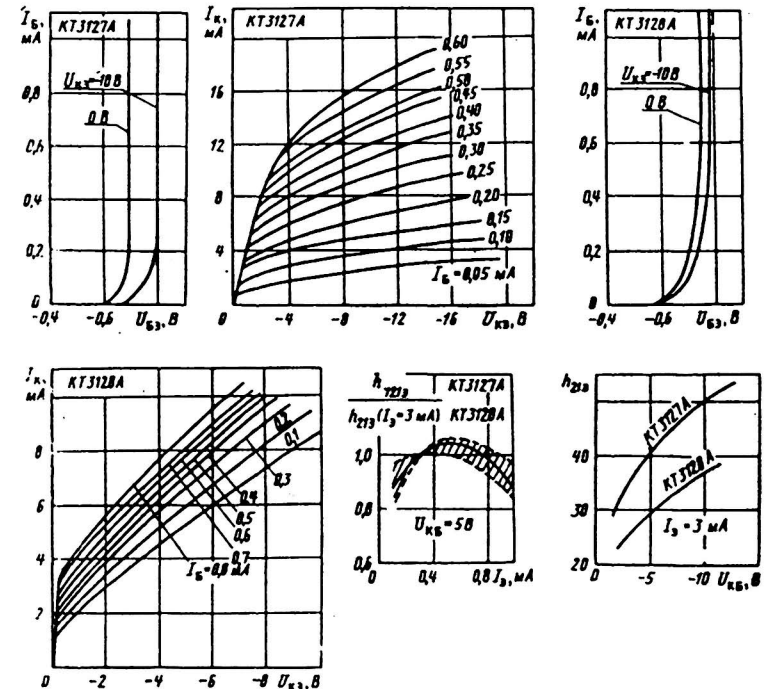 IБ, мА
КТ3127А
UКЭ=-10В
0В
0,8
0,6
0,4
0,2
0
-0,4 -0,6 UБЭ, В
IК, мА
КТ3127А
0,60
0,55
0,50
0,45
0,40
0,35
0,30
0,25
0,20
0,15
0,10
IБ=0,05 мА
16
12
8
4
0 -4 -8 -12 -16 UКЭ, В
IБ, мА
КТ3128А
UКЭ=-10В
0В
0,8
0,6
0,4
0,2
0
-0,4 -0,6 UБЭ, В
IК, мА
КТ3128А
0,2
0,1
0,3
0,4
0,5
0,6
0,7
8
6
4
2
0 -2 -4 -6 -8 UКЭ, В
h21Э КТ3127А
h21Э(IЭ=3 мА) КТ3128А
1,0
0,8
0,6
UКБ=5В
0 0,4 0,8 IЭ, мА
h21Э
КТ3127А
КТ3128А
IЭ=3 мА
40
30
20
0 -5 -10 UКБ, В